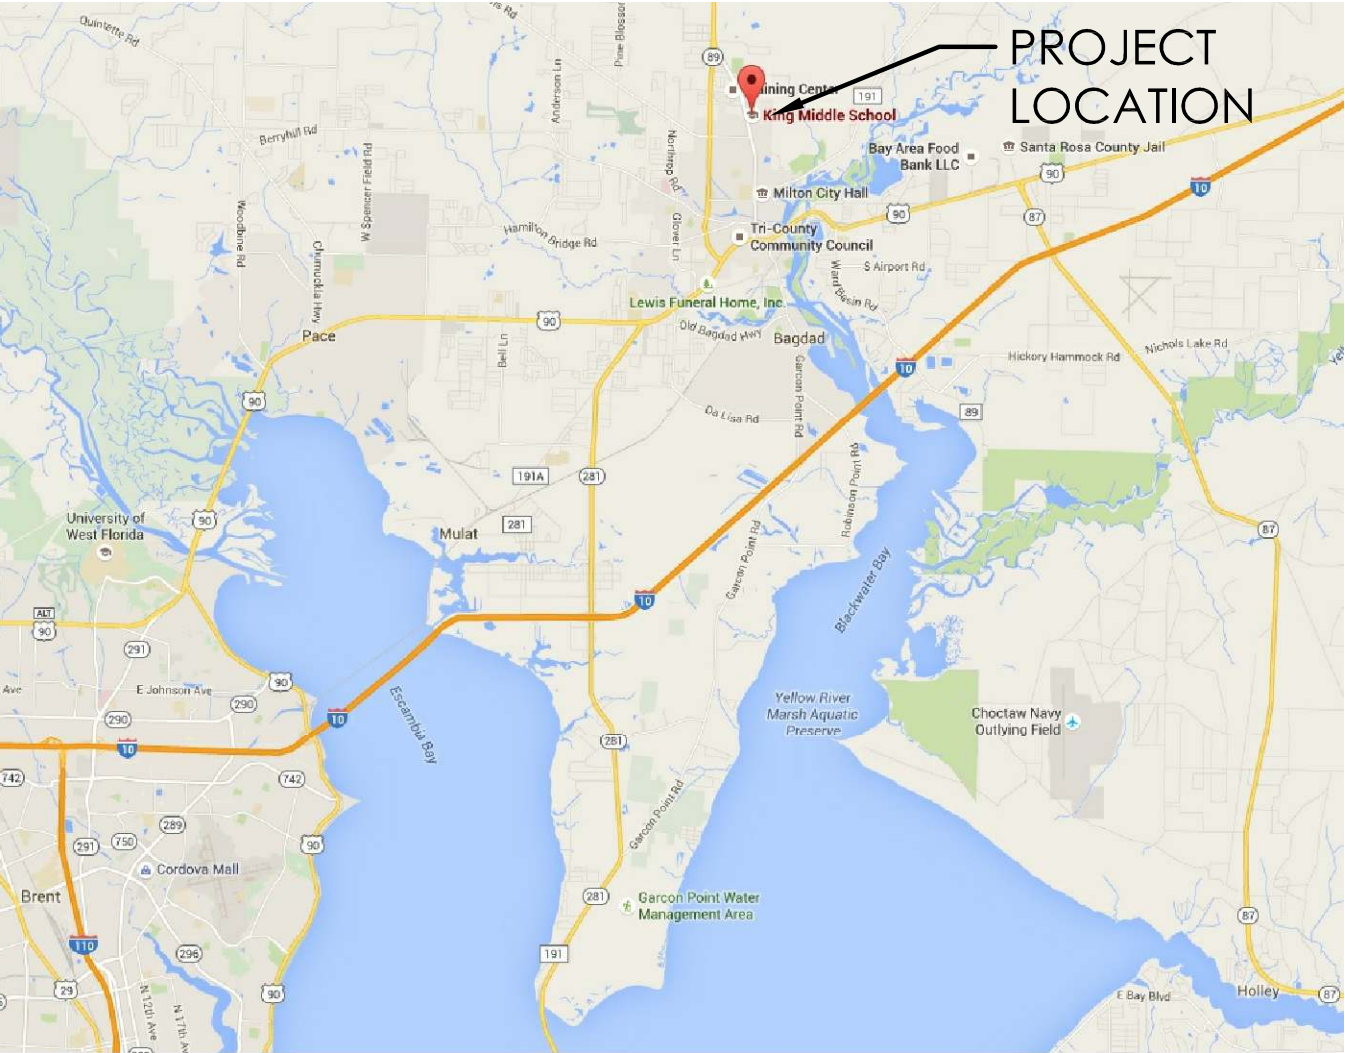 Quintette Rd
Pine Blosso
89
PROJECT
LOCATION
Anderson Ln
ining Center
191
King Middle School
Berryhill Rd
W Spencer Field Rd
Northrop Rd
Bay Area Food
Bank LLC
Santa Rosa County Jail
90
10
Milton City Hall
Woodbine Rd
Chumuckla Hwy
Hamilton Bridge Rd
Glover Ln
90
87
Tri-County
Community Council
S Airport Rd
Ward Basin Rd
Lewis Funeral Home, Inc.
90
Old Bagdad Hwy
Bagdad
Pace
Bell Ln
Nichols Lake Rd
Hickory Hammock Rd
Yell
10
Garcon Point Rd
90
Da Lisa Rd
89
191A
281
Robinson Point Rd
University of
West Florida
90
281
Mulat
87
Garcon Point Rd
Blackwater Bay
10
ALT
90
291
Ave
E Johnson Ave
90
290
290
10
10
Escambia Bay
Yellow River
Marsh Aquatic
Preserve
Choctaw Navy
Outlying Field
281
742
742
Garcon Point Rd
289
291
750
90
Cordova Mall
Brent
281
Garcon Point Water
Management Area
87
110
296
191
29
N 12th Ave
N 17th Av
90
E Bay Blvd
Holley
87